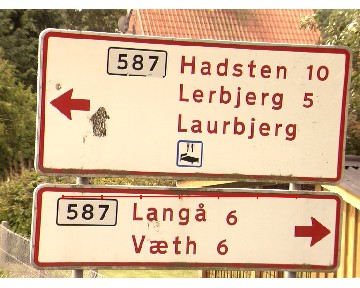 587 Hadsten 10
Lerbjerg 5
Laurbjerg
587 Langå 6
Væth 6